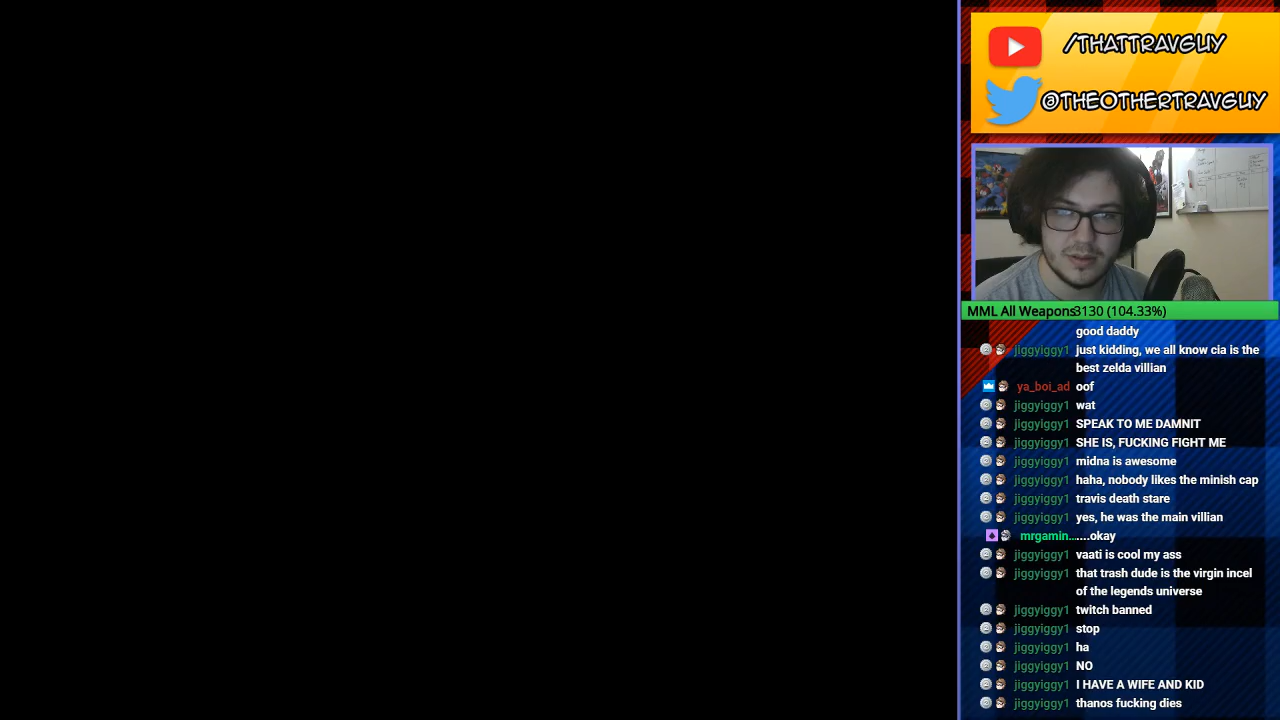 /THATTRAVGUY
@THEOTHERTRAVGUY
MML All Weapons 3130 (104.33%)
good daddy
jiggyiggy1 just kidding, we all know cia is the
best zelda villian
ya_boi_ad oof
jiggyiggy1 wat
jiggyiggy1 SPEAK TO ME DAMNIT
jiggyiggy1 SHE IS, FUCKING FIGHT ME
jiggyiggy1 midna is awesome
jiggyiggy1 haha, nobody likes the minish cap
jiggyiggy1 travis death stare
jiggyiggy1 yes, he was the main villian
mrgamin... ....okay
jiggyiggy1 vaati is cool my ass
jiggyiggy1 that trash dude is the virgin incel
of the legends universe
jiggyiggy1 twitch banned
jiggyiggy1 stop
jiggyiggy1 ha
jiggyiggy1 NO
jiggyiggy1 I HAVE A WIFE AND KID
jiggyiggy1 thanos fucking dies